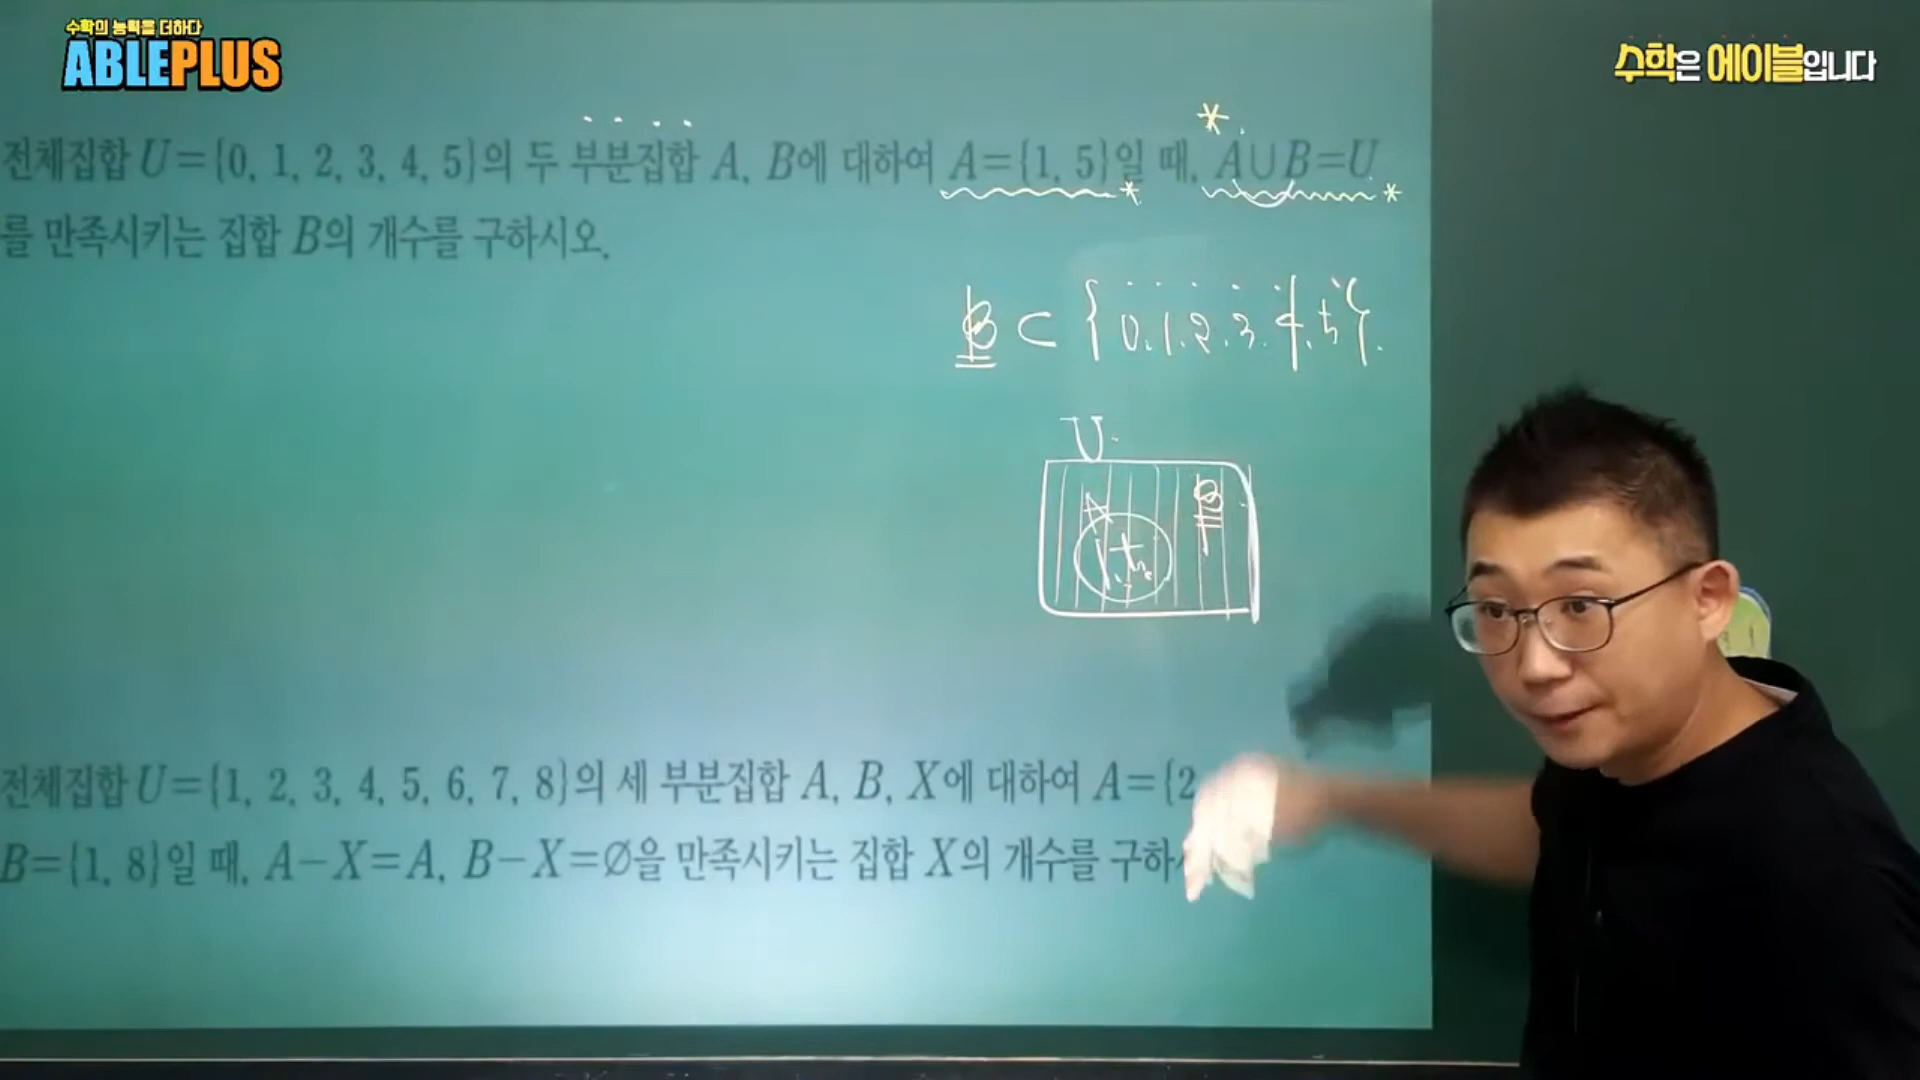 수학의 능력을 더하다
ABLEPLUS
수학은 에이블입니다
전체집합 U={0, 1, 2, 3, 4, 5}의 두 부분집합 A, B에 대하여 A={1, 5}일 때, A∪B=U
를 만족시키는 집합 B의 개수를 구하시오.
B ⊂ {0, 1, 2, 3, 4, 5}.
U
A B
1, 5
전체집합 U={1, 2, 3, 4, 5, 6, 7, 8}의 세 부분집합 A, B, X에 대하여 A={2
B={1, 8}일 때, A-X=A, B-X=∅을 만족시키는 집합 X의 개수를 구하